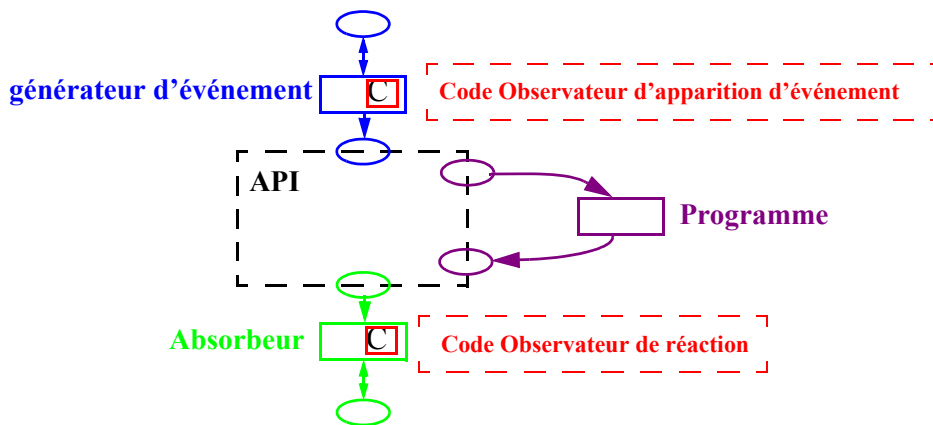 C
générateur d’événement
Code Observateur d’apparition d’événement
API
Programme
Absorbeur
C
Code Observateur de réaction